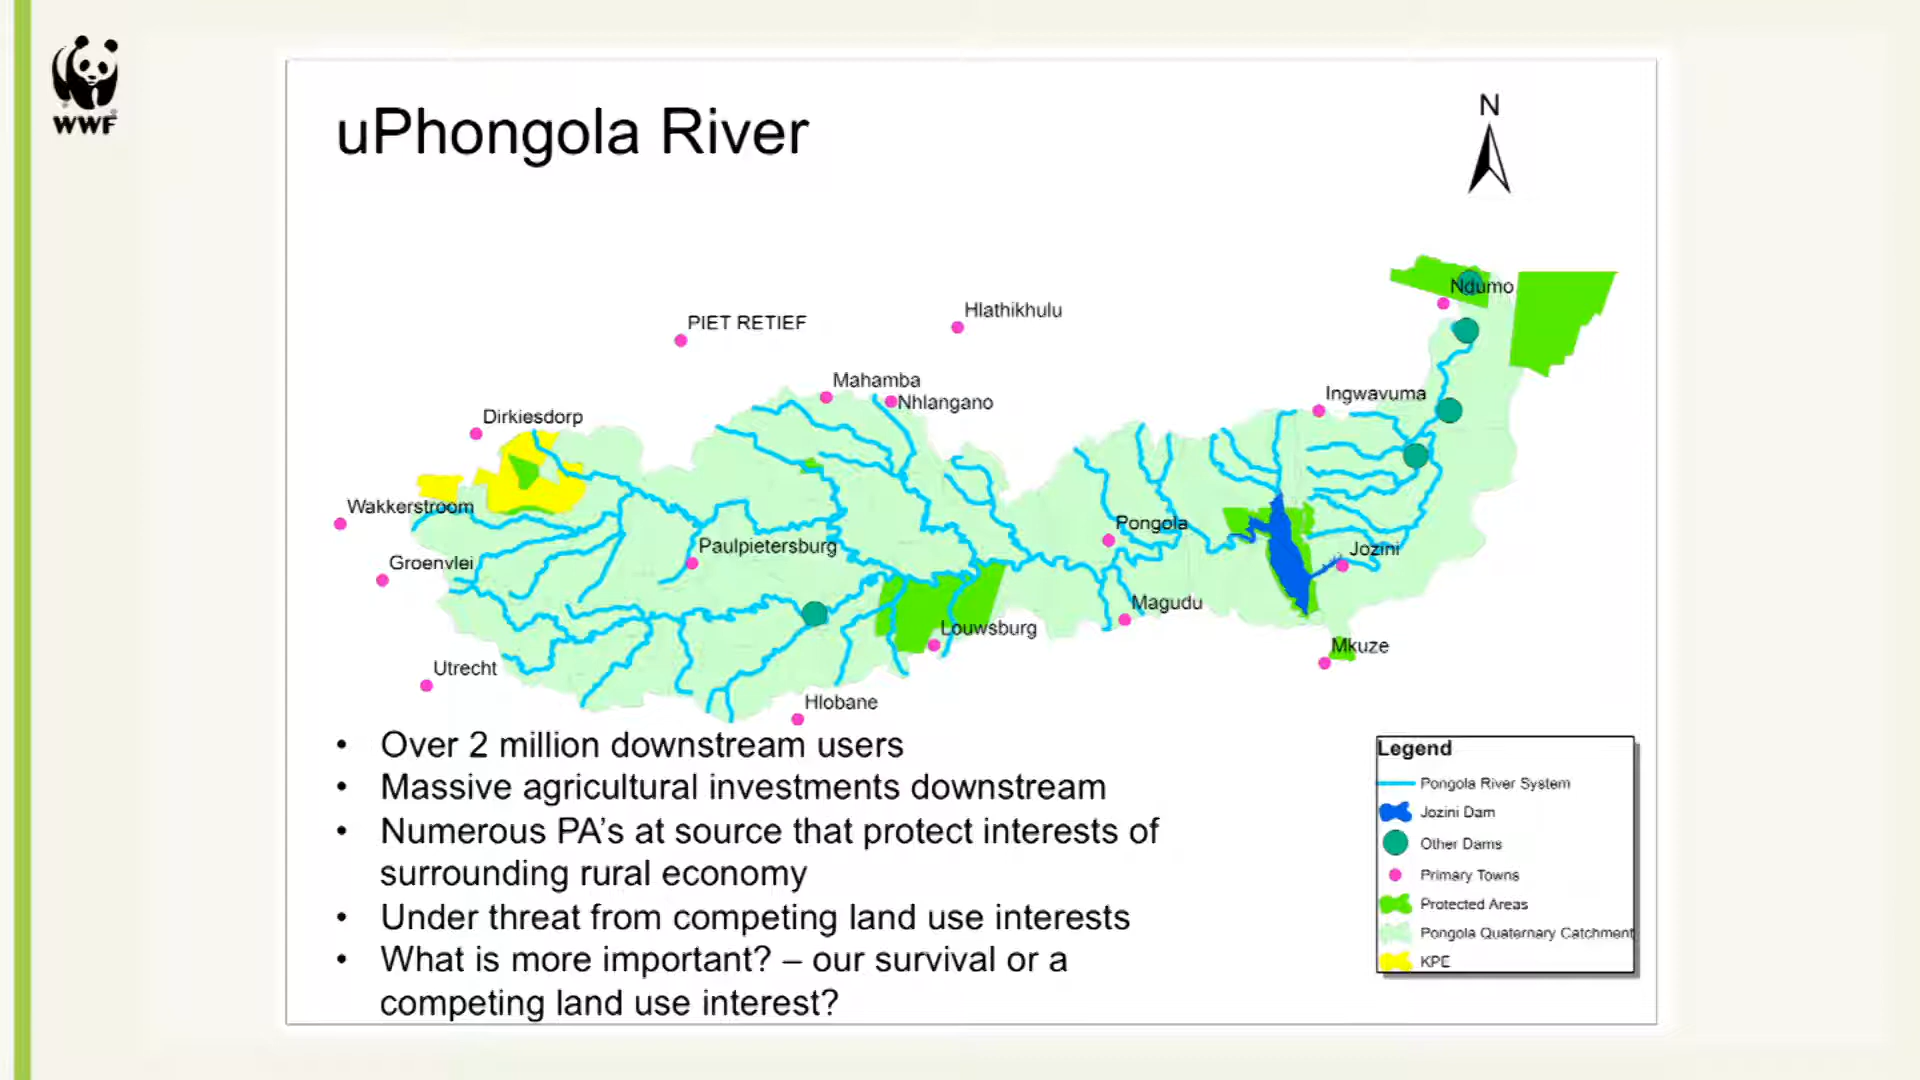 WWF
uPhongola River
N
Ndumo
Hlathikhulu
PIET RETIEF
Mahamba
Nhlangano
Ingwavuma
Dirkiesdorp
Wakkerstroom
Pongola
Paulpietersburg
Jozini
Groenvlei
Magudu
Louwsburg
Mkuze
Utrecht
Hlobane
• Over 2 million downstream users
• Massive agricultural investments downstream
• Numerous PA’s at source that protect interests of
surrounding rural economy
• Under threat from competing land use interests
• What is more important? – our survival or a
competing land use interest?
Legend
Pongola River System
Jozini Dam
Other Dams
Primary Towns
Protected Areas
Pongola Quaternary Catchment
KPE